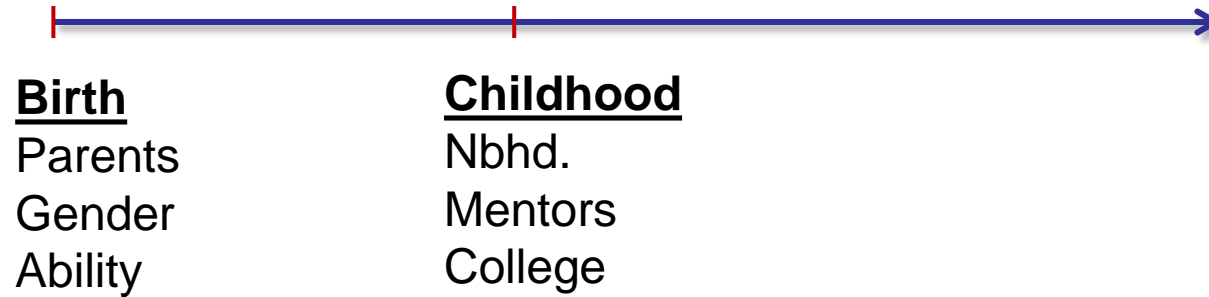 Birth
Parents
Gender
Ability
Childhood
Nbhd.
Mentors
College